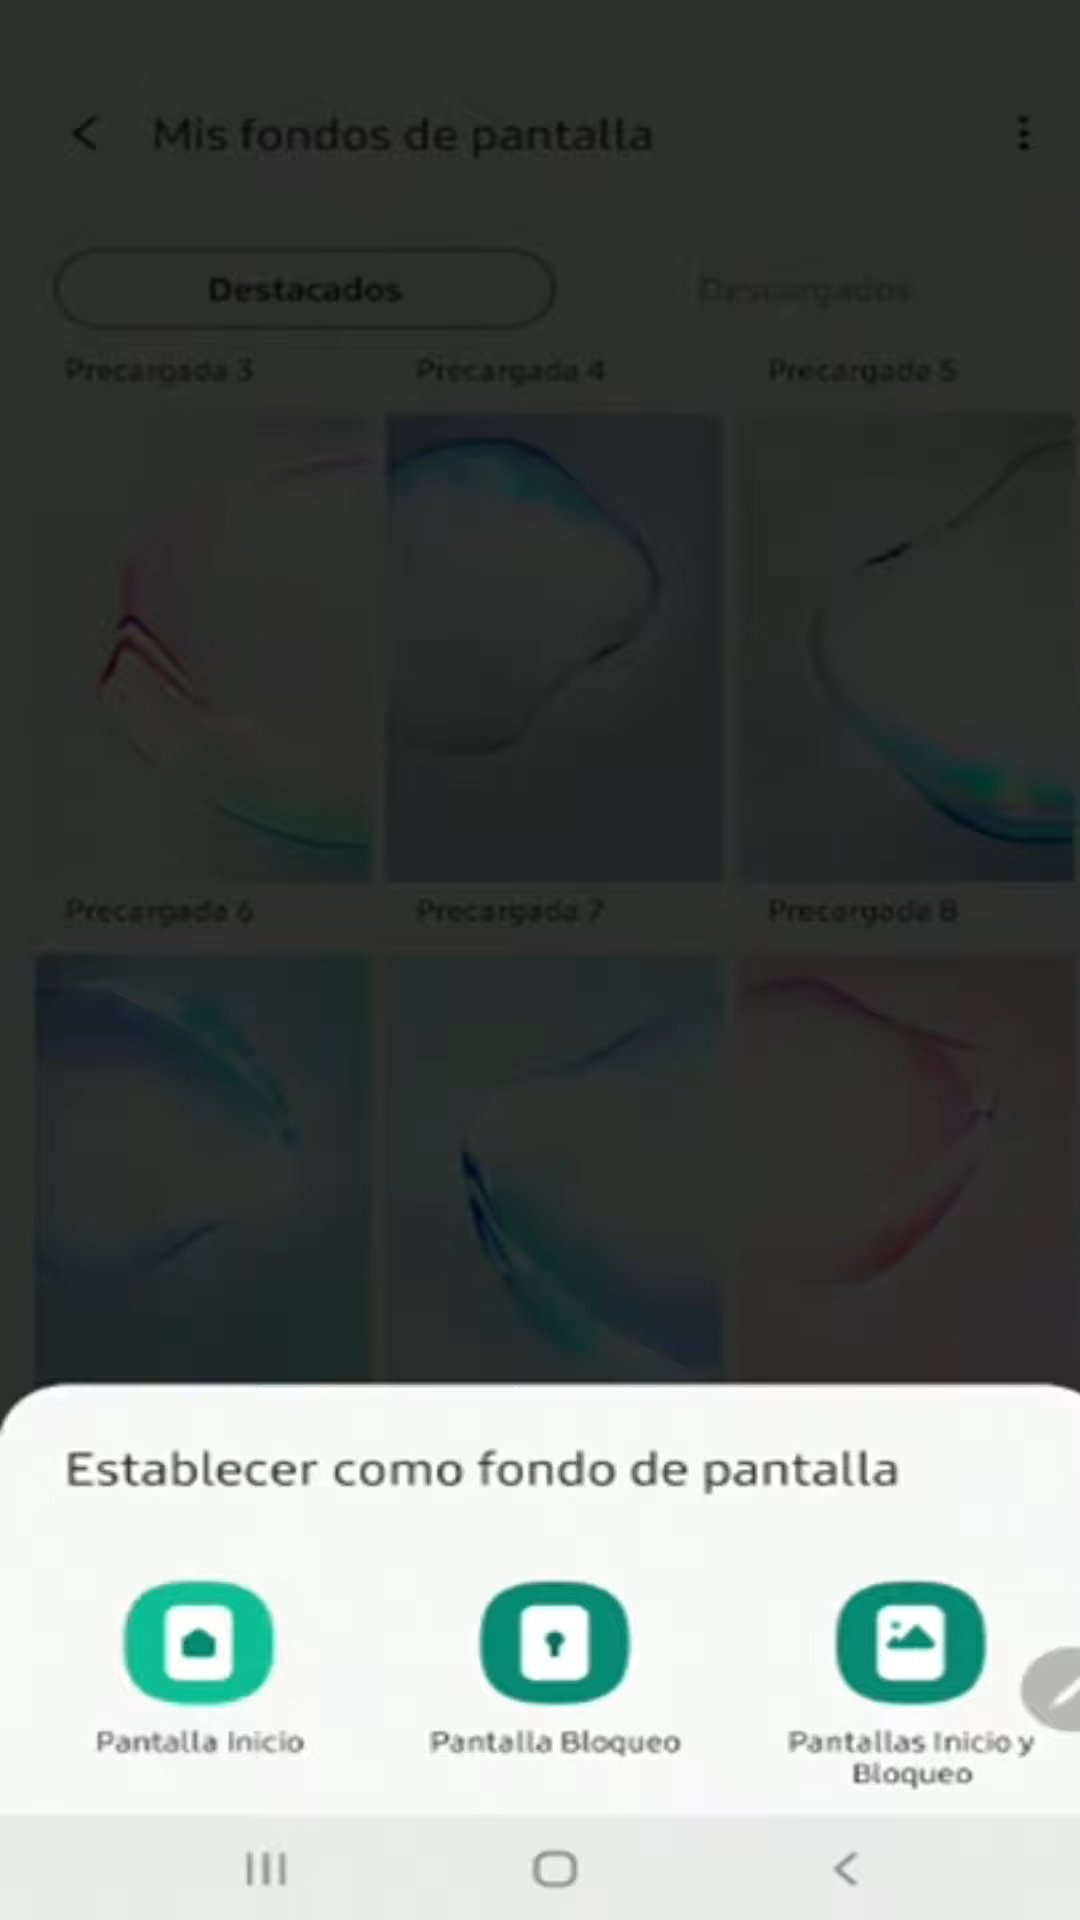 Mis fondos de pantalla
Destacados
Descargados
Precargada 3
Precargada 4
Precargada 5
Precargada 6
Precargada 7
Precargada 8
Establecer como fondo de pantalla
Pantalla Inicio
Pantalla Bloqueo
Pantallas Inicio y
Bloqueo